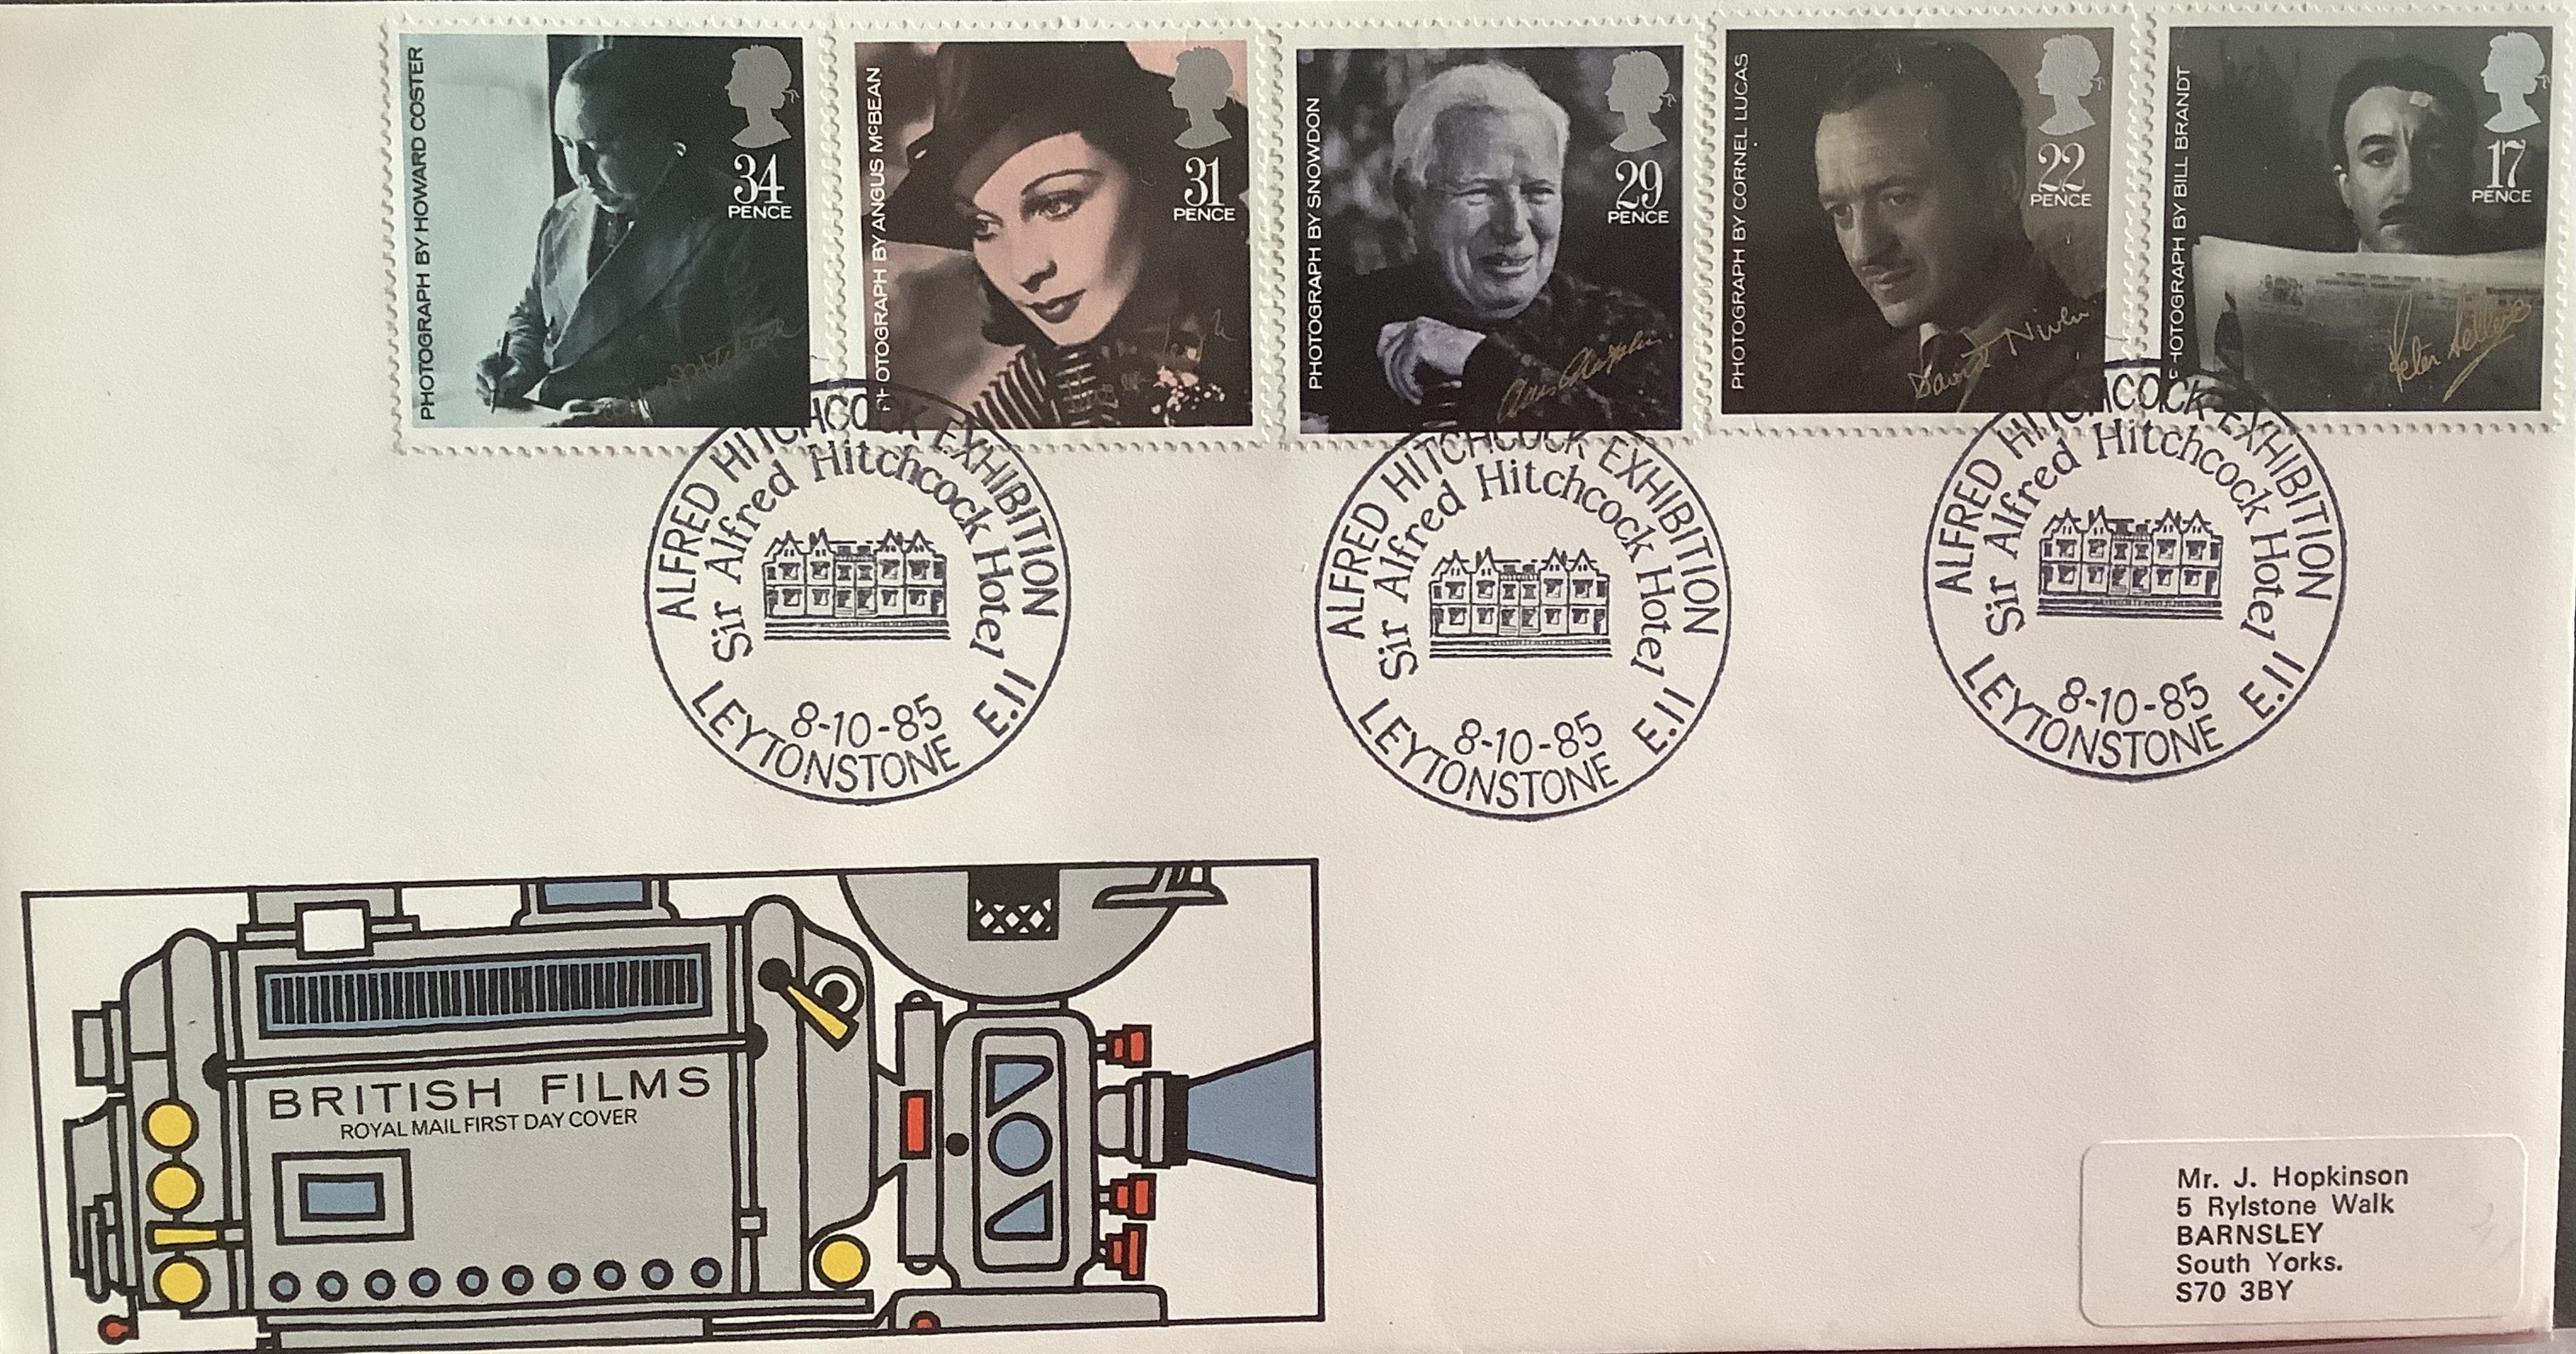 PHOTOGRAPH BY HOWARD COSTER
34
PENCE
PHOTOGRAPH BY ANGUS McBEAN
31
PENCE
PHOTOGRAPH BY SNOWDON
29
PENCE
PHOTOGRAPH BY CORNEL LUCAS
22
PENCE
David Niven
PHOTOGRAPH BY BILL BRANDT
17
PENCE
Peter Sellers
ALFRED HITCHCOCK EXHIBITION
Sir Alfred Hitchcock Hotel
8-10-85
LEYTONSTONE E.11
ALFRED HITCHCOCK EXHIBITION
Sir Alfred Hitchcock Hotel
8-10-85
LEYTONSTONE E.11
ALFRED HITCHCOCK EXHIBITION
Sir Alfred Hitchcock Hotel
8-10-85
LEYTONSTONE E.11
BRITISH FILMS
ROYAL MAIL FIRST DAY COVER
Mr. J. Hopkinson
5 Rylstone Walk
BARNSLEY
South Yorks.
S70 3BY